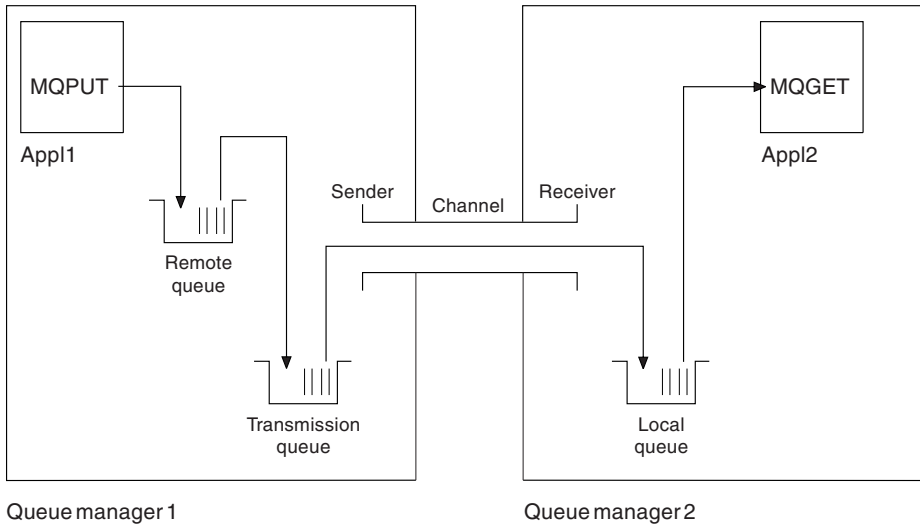 MQPUT
MQGET
Appl1
Appl2
Sender
Channel
Receiver
Remote
queue
Transmission
queue
Local
queue
Queue manager 1
Queue manager 2